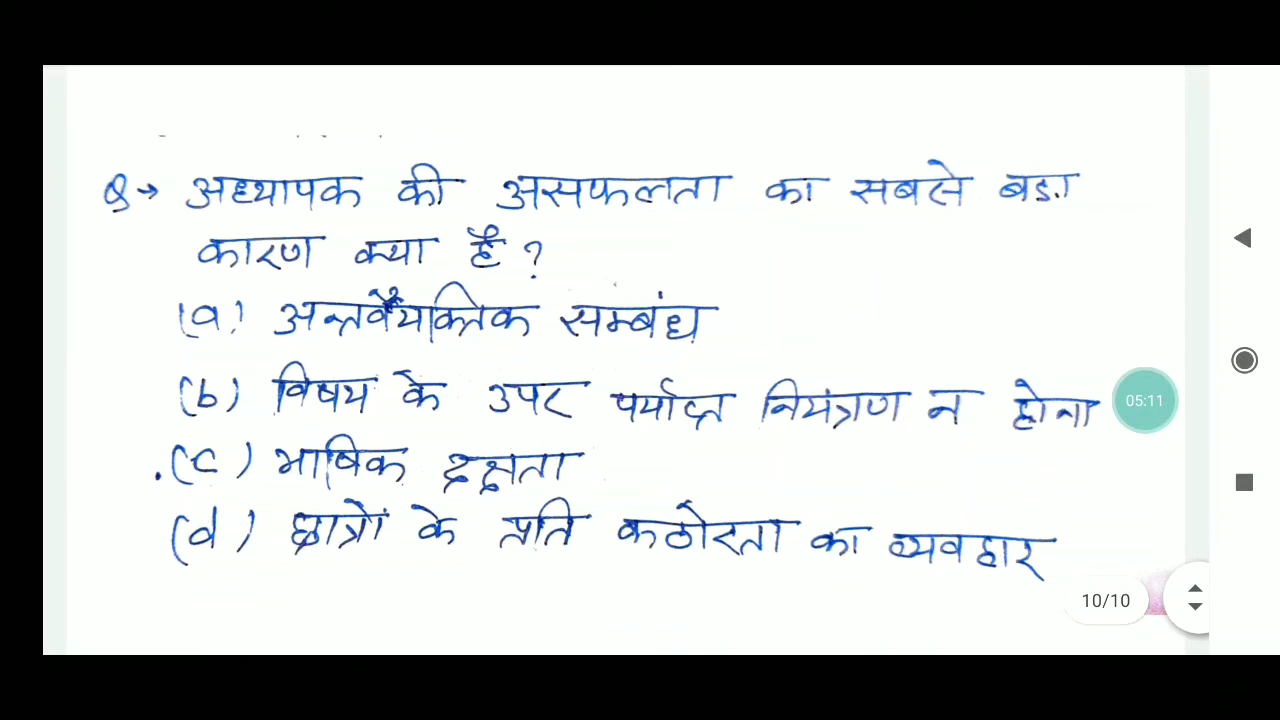 Q→ अध्यापक की असफलता का सबसे बड़ा
कारण क्या है ?
(a) अन्तर्वैयक्तिक सम्बंध
(b) विषय के उपर पर्याप्त नियंत्रण न होना
(c) भाषिक दक्षता
(d) छात्रों के प्रति कठोरता का व्यवहार
05:11
10/10